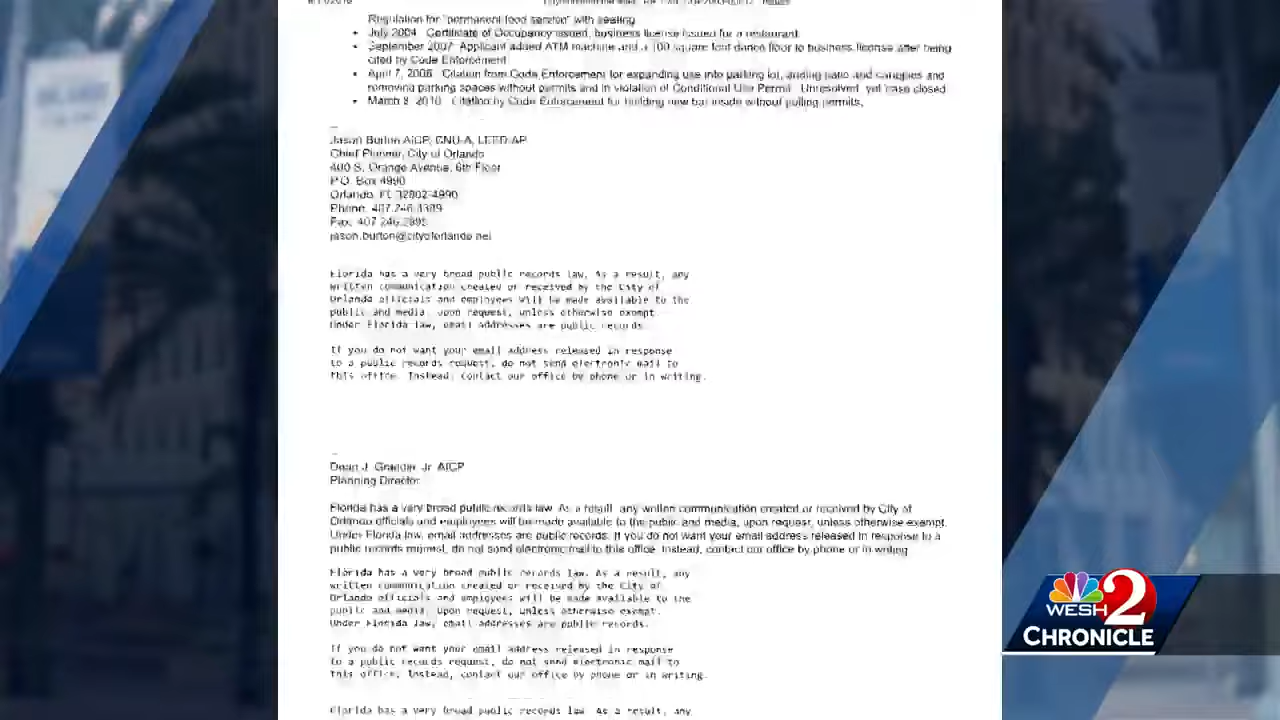 Regulation for "permanent food service" with seating
• July 2004 Certificate of Occupancy issued, business license issued for a restaurant.
• September 2007 Applicant added ATM machine and a 100 square foot dance floor to business license after being
cited by Code Enforcement
• April 7, 2008 Citation from Code Enforcement for expanding use into parking lot, adding patio and canopies and
removing parking spaces without permits and in violation of Conditional Use Permit. Unresolved, yet case closed
• March 9 2010 Citation by Code Enforcement for building new bar inside without pulling permits.
--
Jason Burton AICP, CNU-A, LEED AP
Chief Planner, City of Orlando
400 S. Orange Avenue, 6th Floor
P.O. Box 4990
Orlando, FL 32802-4990
Phone: 407.246.3389
Fax: 407.246.2895
jason.burton@cityoforlando.net
Florida has a very broad public records law. As a result, any
written communication created or received by the City of
Orlando officials and employees will be made available to the
public and media, upon request, unless otherwise exempt.
Under Florida law, email addresses are public records.
If you do not want your email address released in response
to a public records request, do not send electronic mail to
this office. Instead, contact our office by phone or in writing.
--
Dean J. Grandin Jr. AICP
Planning Director
Florida has a very broad public records law. As a result, any written communication created or received by City of
Orlando officials and employees will be made available to the public and media, upon request, unless otherwise exempt.
Under Florida law, email addresses are public records. If you do not want your email address released in response to a
public records request, do not send electronic mail to this office. Instead, contact our office by phone or in writing
Florida has a very broad public records law. As a result, any
written communication created or received by the City of
Orlando officials and employees will be made available to the
public and media, upon request, unless otherwise exempt.
Under Florida law, email addresses are public records.
If you do not want your email address released in response
to a public records request, do not send electronic mail to
this office. Instead, contact our office by phone or in writing.
Florida has a very broad public records law. As a result, any
WESH 2
CHRONICLE